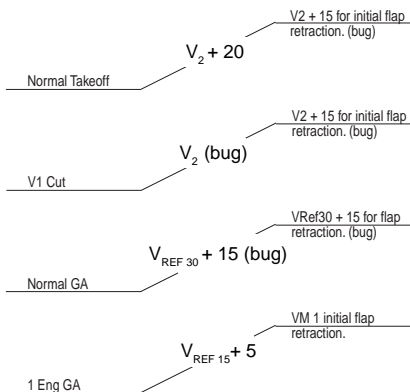 V2 + 15 for initial flap
retraction. (bug)
V2 + 20
Normal Takeoff
V2 + 15 for initial flap
retraction. (bug)
V2 (bug)
V1 Cut
VRef30 + 15 for flap
retraction. (bug)
VREF 30 + 15 (bug)
Normal GA
VM 1 initial flap
retraction.
VREF 15 + 5
1 Eng GA